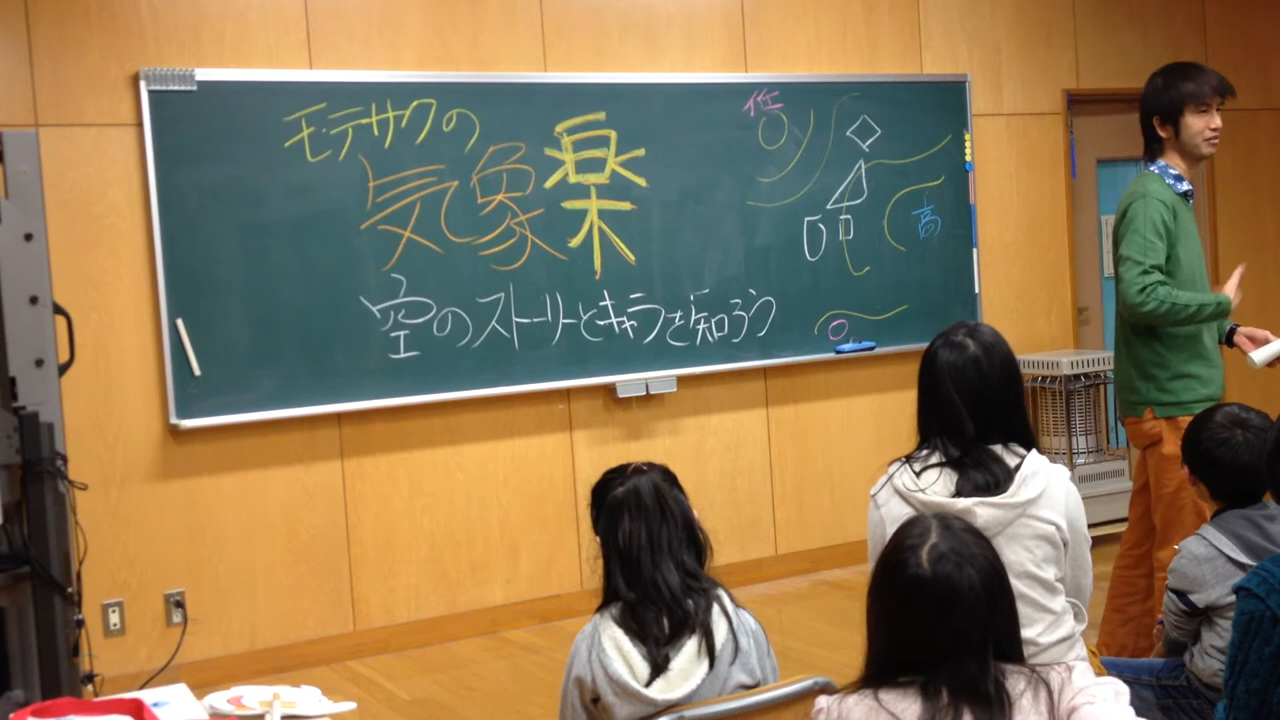 モ・テサクの
気象楽
空のストーリーとキャラを知ろう
低
高